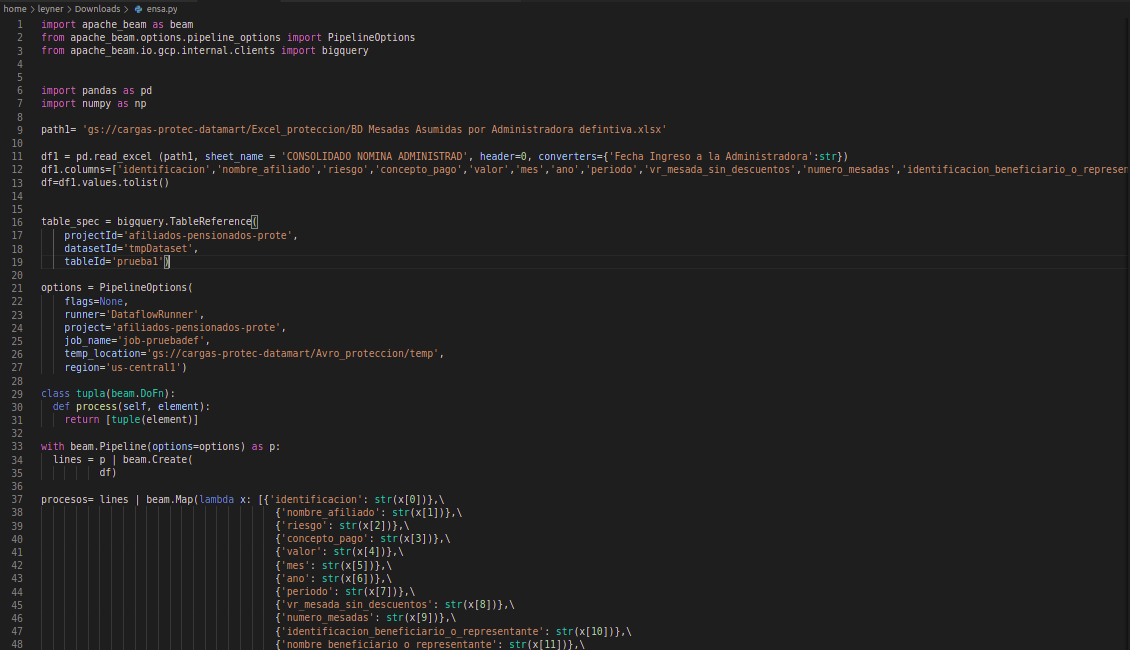 home > leyner > Downloads > ensa.py
1 import apache_beam as beam
2 from apache_beam.options.pipeline_options import PipelineOptions
3 from apache_beam.io.gcp.internal.clients import bigquery
4
5
6 import pandas as pd
7 import numpy as np
8
9 path1= 'gs://cargas-protec-datamart/Excel_proteccion/BD Mesadas Asumidas por Administradora defintiva.xlsx'
10
11 df1 = pd.read_excel (path1, sheet_name = 'CONSOLIDADO NOMINA ADMINISTRAD', header=0, converters={'Fecha Ingreso a la Administradora':str})
12 df1.columns=['identificacion','nombre_afiliado','riesgo','concepto_pago','valor','mes','ano','periodo','vr_mesada_sin_descuentos','numero_mesadas','identificacion_beneficiario_o_represen
13 df=df1.values.tolist()
14
15
16 table_spec = bigquery.TableReference(
17     projectId='afiliados-pensionados-prote',
18     datasetId='tmpDataset',
19     tableId='prueba1')
20
21 options = PipelineOptions(
22     flags=None,
23     runner='DataflowRunner',
24     project='afiliados-pensionados-prote',
25     job_name='job-pruebadef',
26     temp_location='gs://cargas-protec-datamart/Avro_proteccion/temp',
27     region='us-central1')
28
29 class tupla(beam.DoFn):
30   def process(self, element):
31     return [tuple(element)]
32
33 with beam.Pipeline(options=options) as p:
34   lines = p | beam.Create(
35           df)
36
37 procesos= lines | beam.Map(lambda x: [{'identificacion': str(x[0])},\
38                                         {'nombre_afiliado': str(x[1])},\
39                                         {'riesgo': str(x[2])},\
40                                         {'concepto_pago': str(x[3])},\
41                                         {'valor': str(x[4])},\
42                                         {'mes': str(x[5])},\
43                                         {'ano': str(x[6])},\
44                                         {'periodo': str(x[7])},\
45                                         {'vr_mesada_sin_descuentos': str(x[8])},\
46                                         {'numero_mesadas': str(x[9])},\
47                                         {'identificacion_beneficiario_o_representante': str(x[10])},\
48                                         {'nombre_beneficiario_o_representante': str(x[11])},\